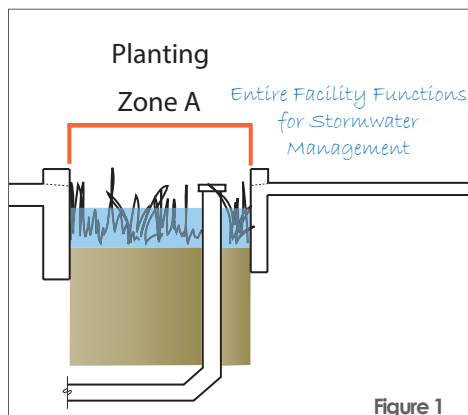 Planting
Zone A
Entire Facility Functions
for Stormwater
Management
Figure 1